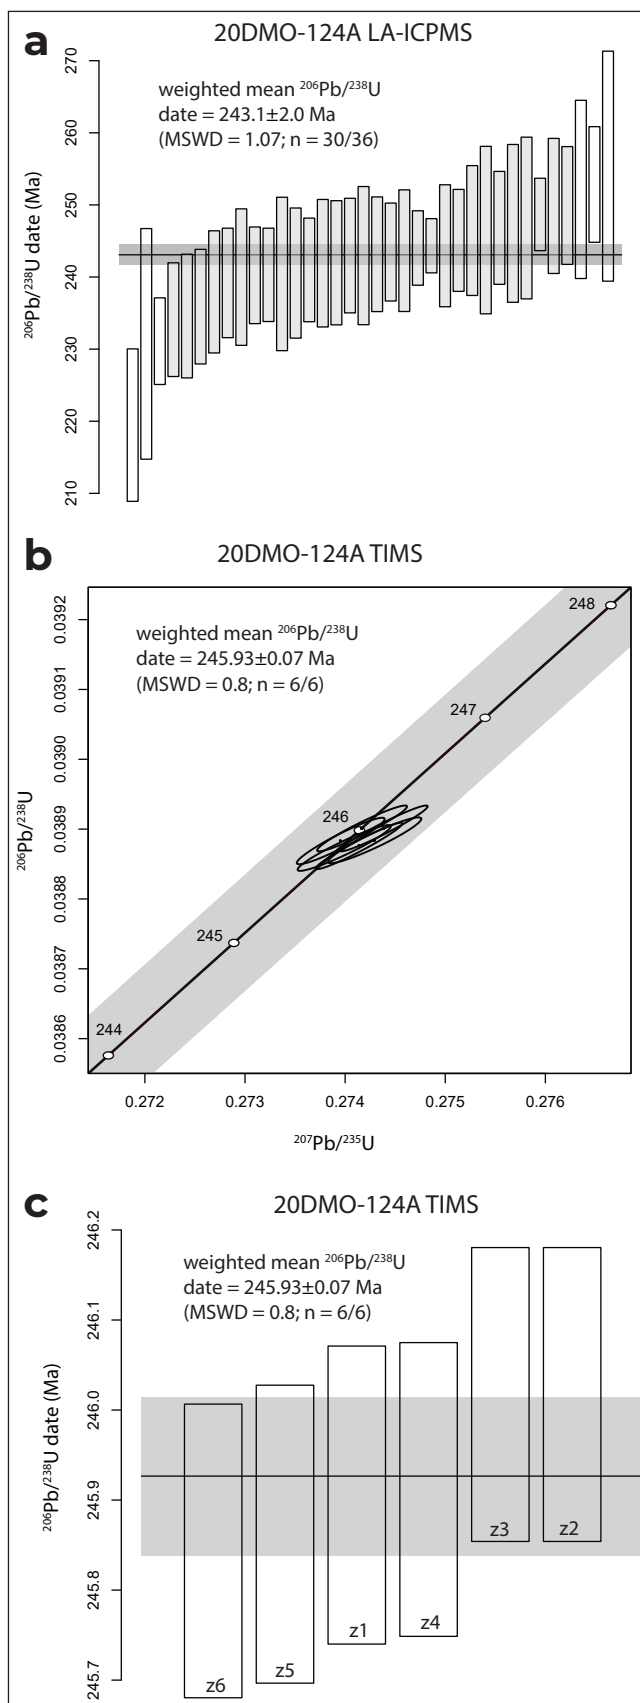 a
20DMO-124A LA-ICPMS
weighted mean ²⁰⁶Pb/²³⁸U
date = 243.1±2.0 Ma
(MSWD = 1.07; n = 30/36)
270
260
250
240
230
220
210
²⁰⁶Pb/²³⁸U date (Ma)
b
20DMO-124A TIMS
weighted mean ²⁰⁶Pb/²³⁸U
date = 245.93±0.07 Ma
(MSWD = 0.8; n = 6/6)
248
247
246
245
244
0.0392
0.0391
0.0390
0.0389
0.0388
0.0387
0.0386
²⁰⁶Pb/²³⁸U
0.272 0.273 0.274 0.275 0.276
²⁰⁷Pb/²³⁵U
c
20DMO-124A TIMS
weighted mean ²⁰⁶Pb/²³⁸U
date = 245.93±0.07 Ma
(MSWD = 0.8; n = 6/6)
246.2
246.1
246.0
245.9
245.8
245.7
²⁰⁶Pb/²³⁸U date (Ma)
z6 z5 z1 z4 z3 z2